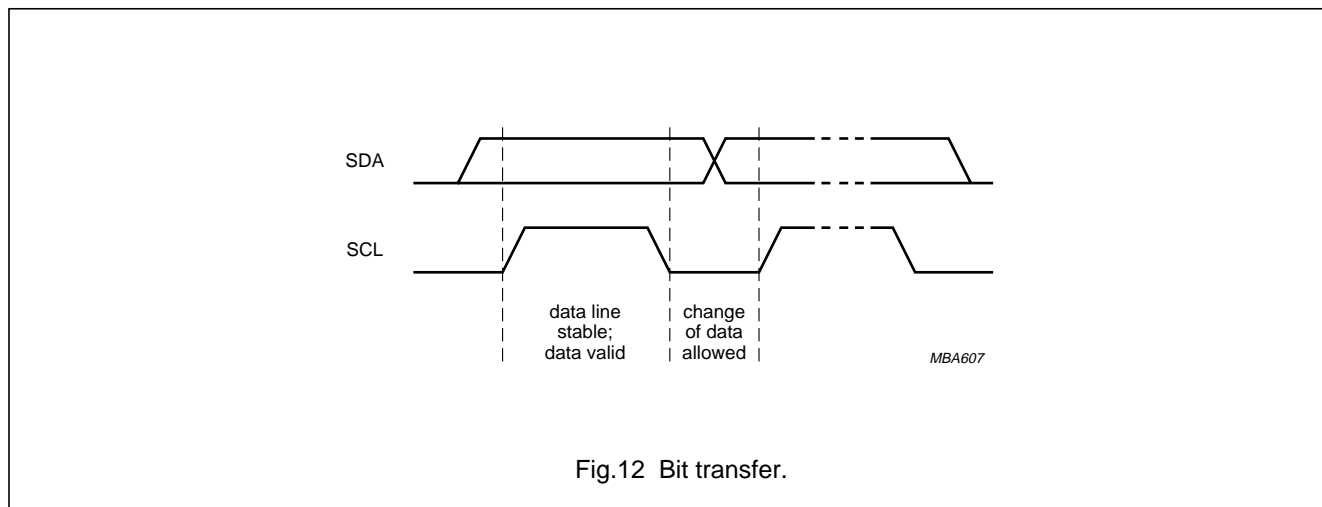 SDA
SCL
data line
stable;
data valid
change
of data
allowed
MBA607
Fig.12 Bit transfer.